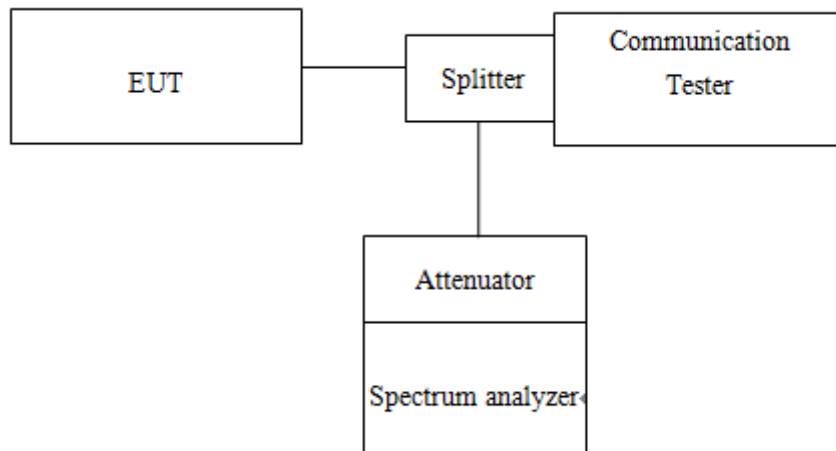 EUT
Splitter
Communication
Tester
Attenuator
Spectrum analyzer